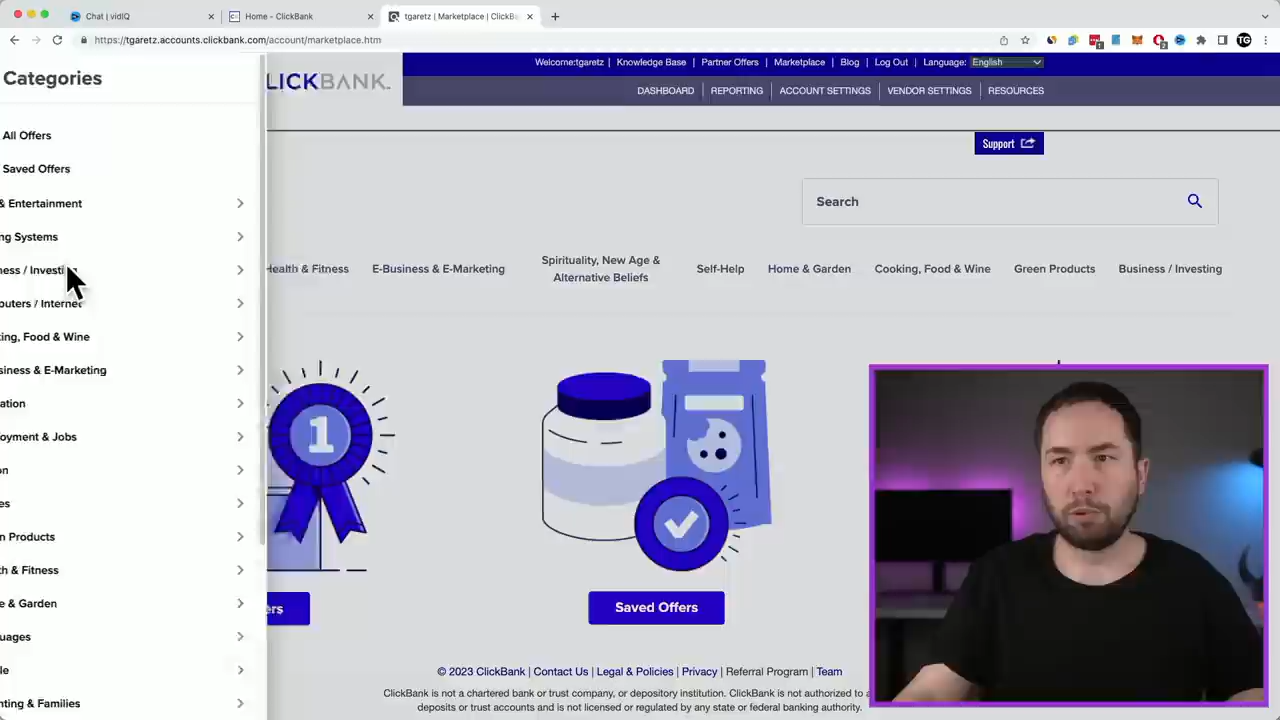 Chat | vidIQ
Home - ClickBank
tgaretz | Marketplace | ClickBa
https://tgaretz.accounts.clickbank.com/account/marketplace.htm
TG
Categories
All Offers
Saved Offers
& Entertainment
ng Systems
ness / Investin
puters / Internet
ing, Food & Wine
siness & E-Marketing
ation
oyment & Jobs
on
es
n Products
th & Fitness
e & Garden
uages
le
nting & Families
LICKBANK.
Welcome:tgaretz | Knowledge Base | Partner Offers | Marketplace | Blog | Log Out | Language: English
DASHBOARD | REPORTING | ACCOUNT SETTINGS | VENDOR SETTINGS | RESOURCES
Support
Search
Health & Fitness
E-Business & E-Marketing
Spirituality, New Age &
Alternative Beliefs
Self-Help
Home & Garden
Cooking, Food & Wine
Green Products
Business / Investing
1
ers
Saved Offers
© 2023 ClickBank | Contact Us | Legal & Policies | Privacy | Referral Program | Team
ClickBank is not a chartered bank or trust company, or depository institution. ClickBank is not authorized to a
deposits or trust accounts and is not licensed or regulated by any state or federal banking authority.